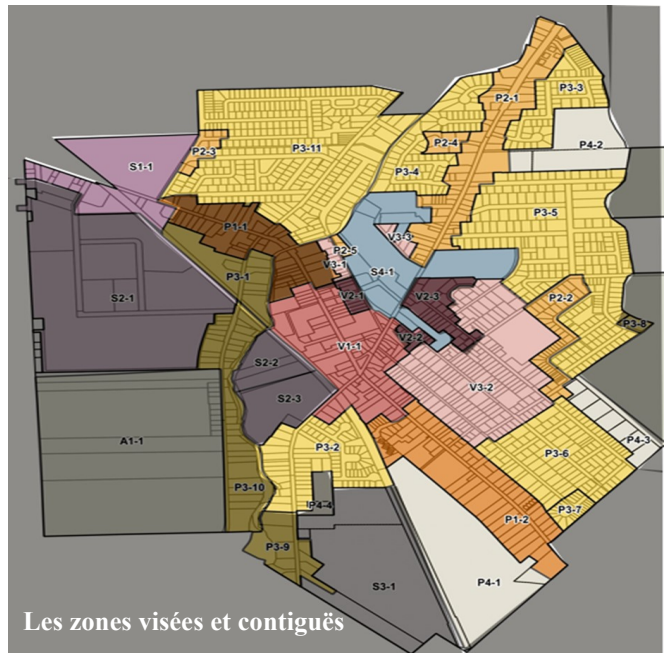 P2-1
P3-3
P4-2
P2-4
P3-4
P3-11
P2-3
S1-1
P3-5
P1-1
V3-3
P2-5
V3-1
S4-1
P3-1
V2-1
V2-3
P2-2
S2-1
P3-8
V2-2
V1-1
S2-2
V3-2
S2-3
A1-1
P3-2
P3-6
P4-3
P3-10
P4-4
P3-7
P1-2
P3-9
S3-1
P4-1
Les zones visées et contiguës